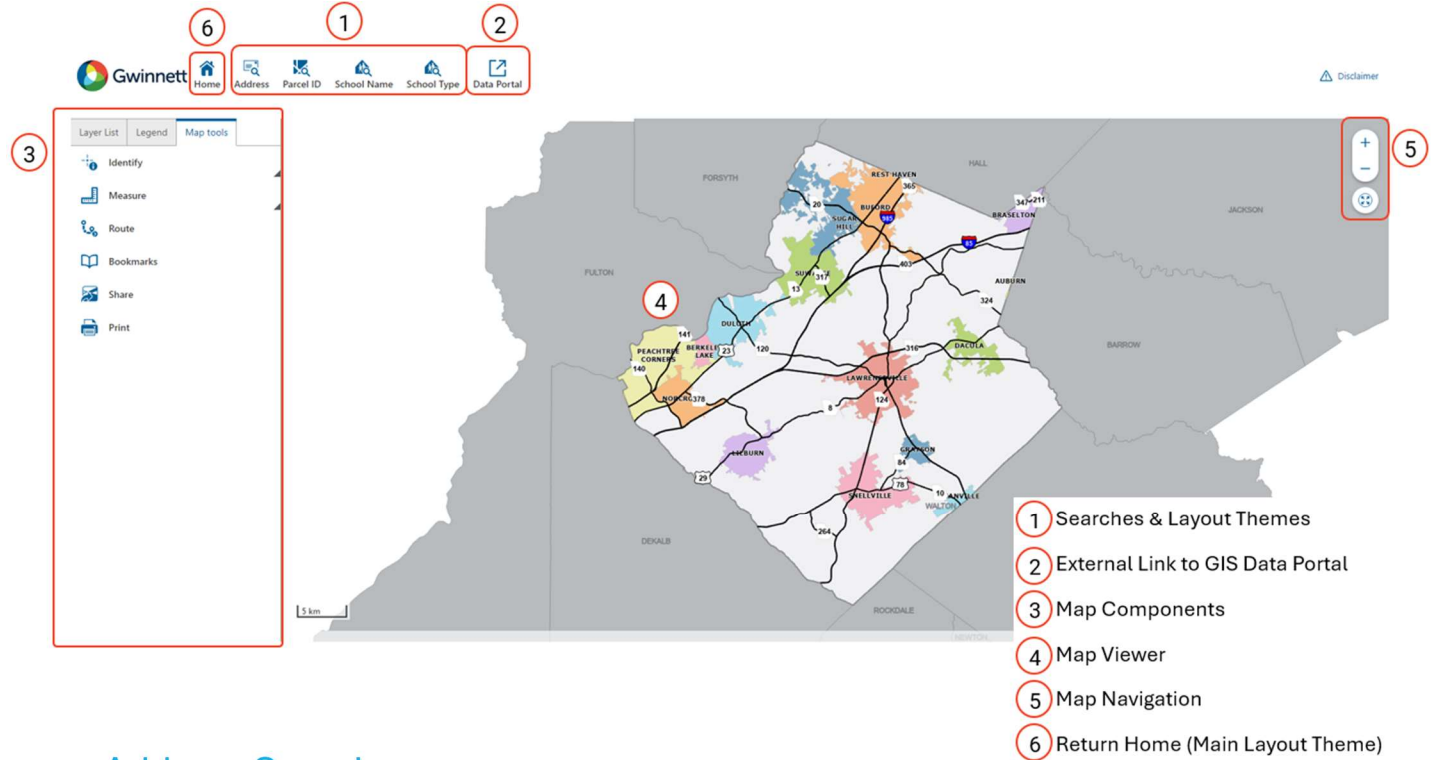 6
1
2
Gwinnett
Home
Address
Parcel ID
School Name
School Type
Data Portal
Disclaimer
3
Layer List
Legend
Map tools
Identify
Measure
Route
Bookmarks
Share
Print
5
+
−
FORSYTH
HALL
JACKSON
FULTON
BARROW
DEKALB
ROCKDALE
WALTON
NEWTON
REST HAVEN
365
BUFORD
985
20
SUGAR
HILL
347
211
BRASELTON
85
403
317
13
AUBURN
324
4
DULUTH
141
PEACHTREE
CORNERS
BERKELE
LAKE
23
120
140
316
DACULA
LAWRENCEVILLE
378
124
8
LILBURN
GRAYSON
84
29
78
SNELLVILLE
10
ANVILLE
264
5 km
1 Searches & Layout Themes
2 External Link to GIS Data Portal
3 Map Components
4 Map Viewer
5 Map Navigation
6 Return Home (Main Layout Theme)